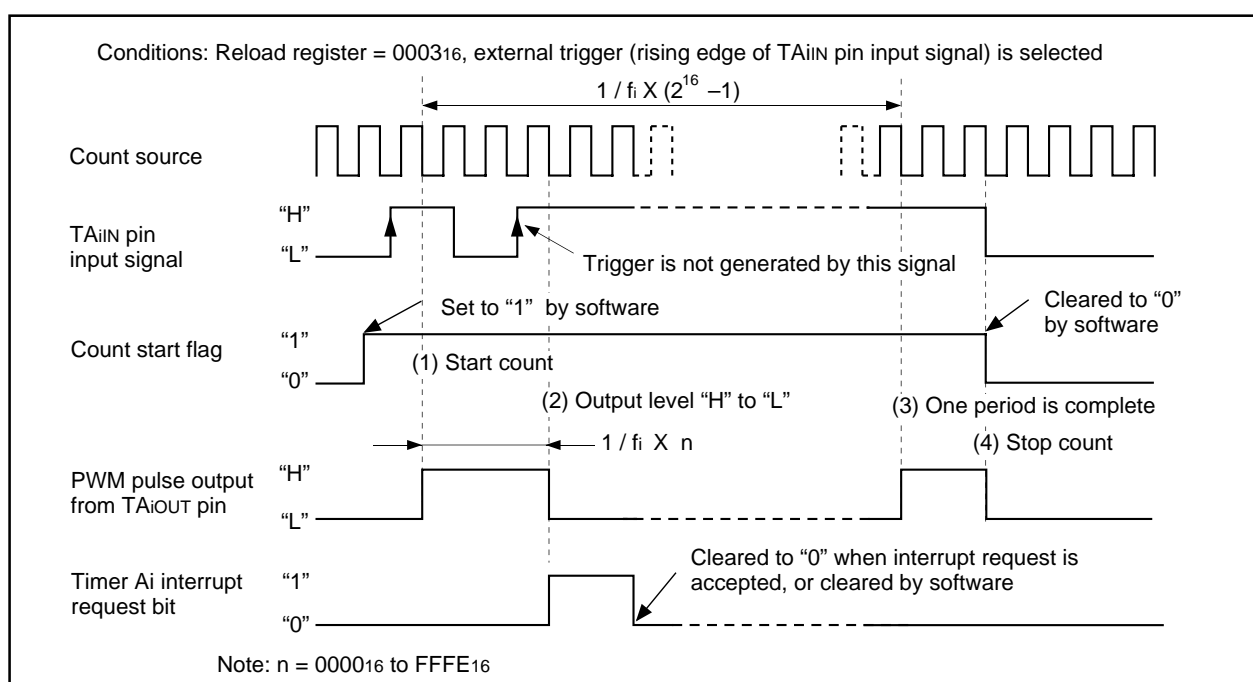 Conditions: Reload register = 000316, external trigger (rising edge of TAiIN pin input signal) is selected
1 / fi X (2^16 –1)
Count source
TAiIN pin
input signal
“H”
“L”
Trigger is not generated by this signal
Set to “1” by software
Cleared to “0”
by software
Count start flag
“1”
“0”
(1) Start count
(2) Output level “H” to “L”
(3) One period is complete
(4) Stop count
1 / fi X n
PWM pulse output
from TAiOUT pin
“H”
“L”
Cleared to “0” when interrupt request is
accepted, or cleared by software
Timer Ai interrupt
request bit
“1”
“0”
Note: n = 000016 to FFFE16